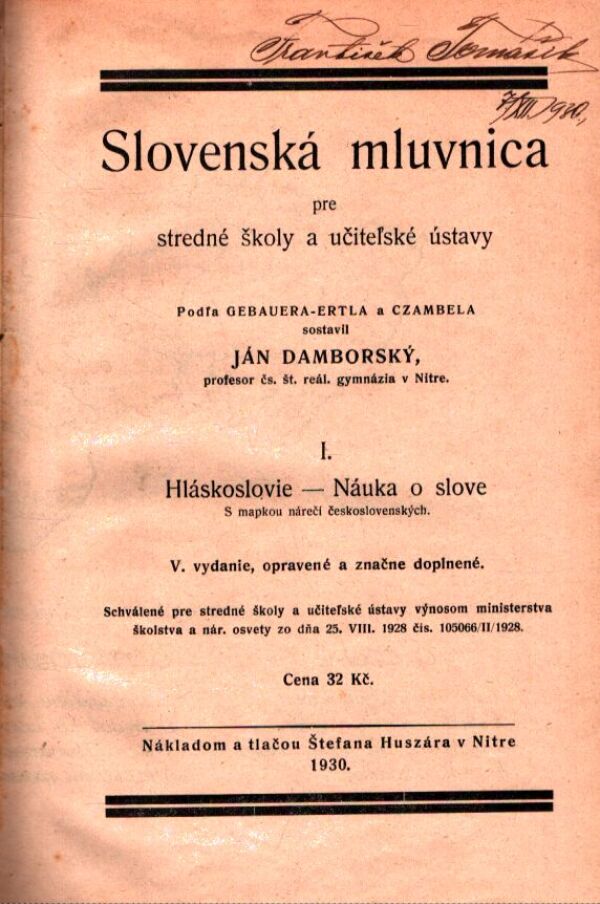 František Tomášek
7/XII 1930,
Slovenská mluvnica
pre
stredné školy a učiteľské ústavy
Podľa GEBAUERA-ERTLA a CZAMBELA
sostavil
JÁN DAMBORSKÝ,
profesor čs. št. reál. gymnázia v Nitre.
I.
Hláskoslovie — Náuka o slove
S mapkou nárečí československých.
V. vydanie, opravené a značne doplnené.
Schválené pre stredné školy a učiteľské ústavy výnosom ministerstva
školstva a nár. osvety zo dňa 25. VIII. 1928 čís. 105066/II/1928.
Cena 32 Kč.
Nákladom a tlačou Štefana Huszára v Nitre
1930.